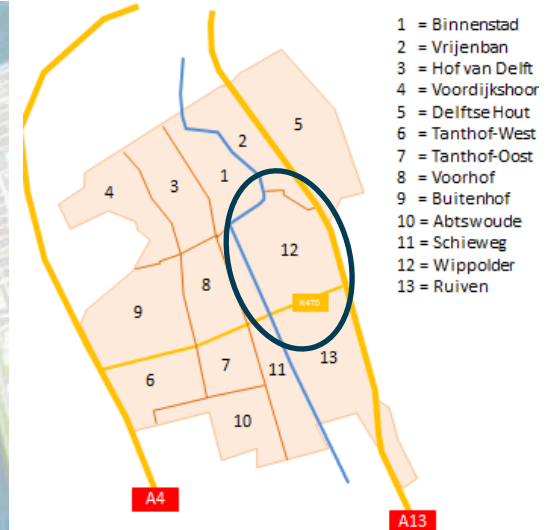 1 = Binnenstad
2 = Vrijenban
3 = Hof van Delft
4 = Voordijkshoor
5 = Delftse Hout
6 = Tanthof-West
7 = Tanthof-Oost
8 = Voorhof
9 = Buitenhof
10 = Abtswoude
11 = Schieweg
12 = Wippolder
13 = Ruiven
5
2
1
3
4
12
8
N470
9
13
7
11
6
10
A4
A13